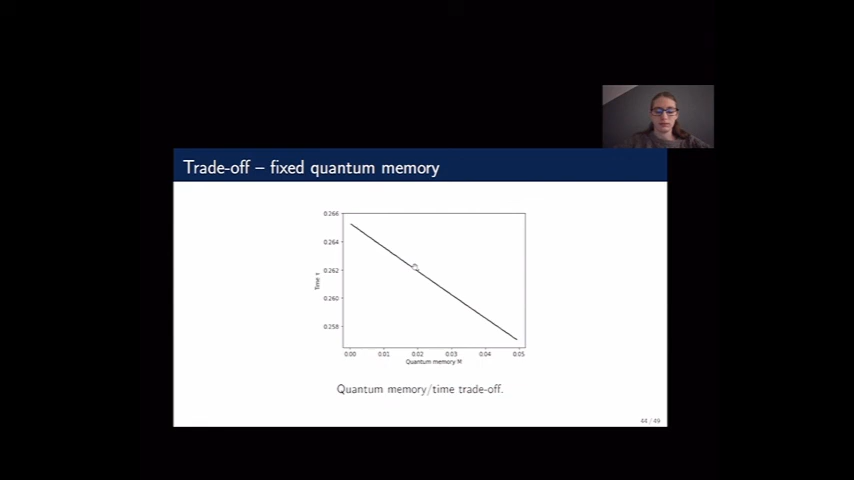 Trade-off – fixed quantum memory
0.266
0.264
0.262
0.260
0.258
Time τ
0.00 0.01 0.02 0.03 0.04 0.05
Quantum memory M
Quantum memory/time trade-off.
44 / 49